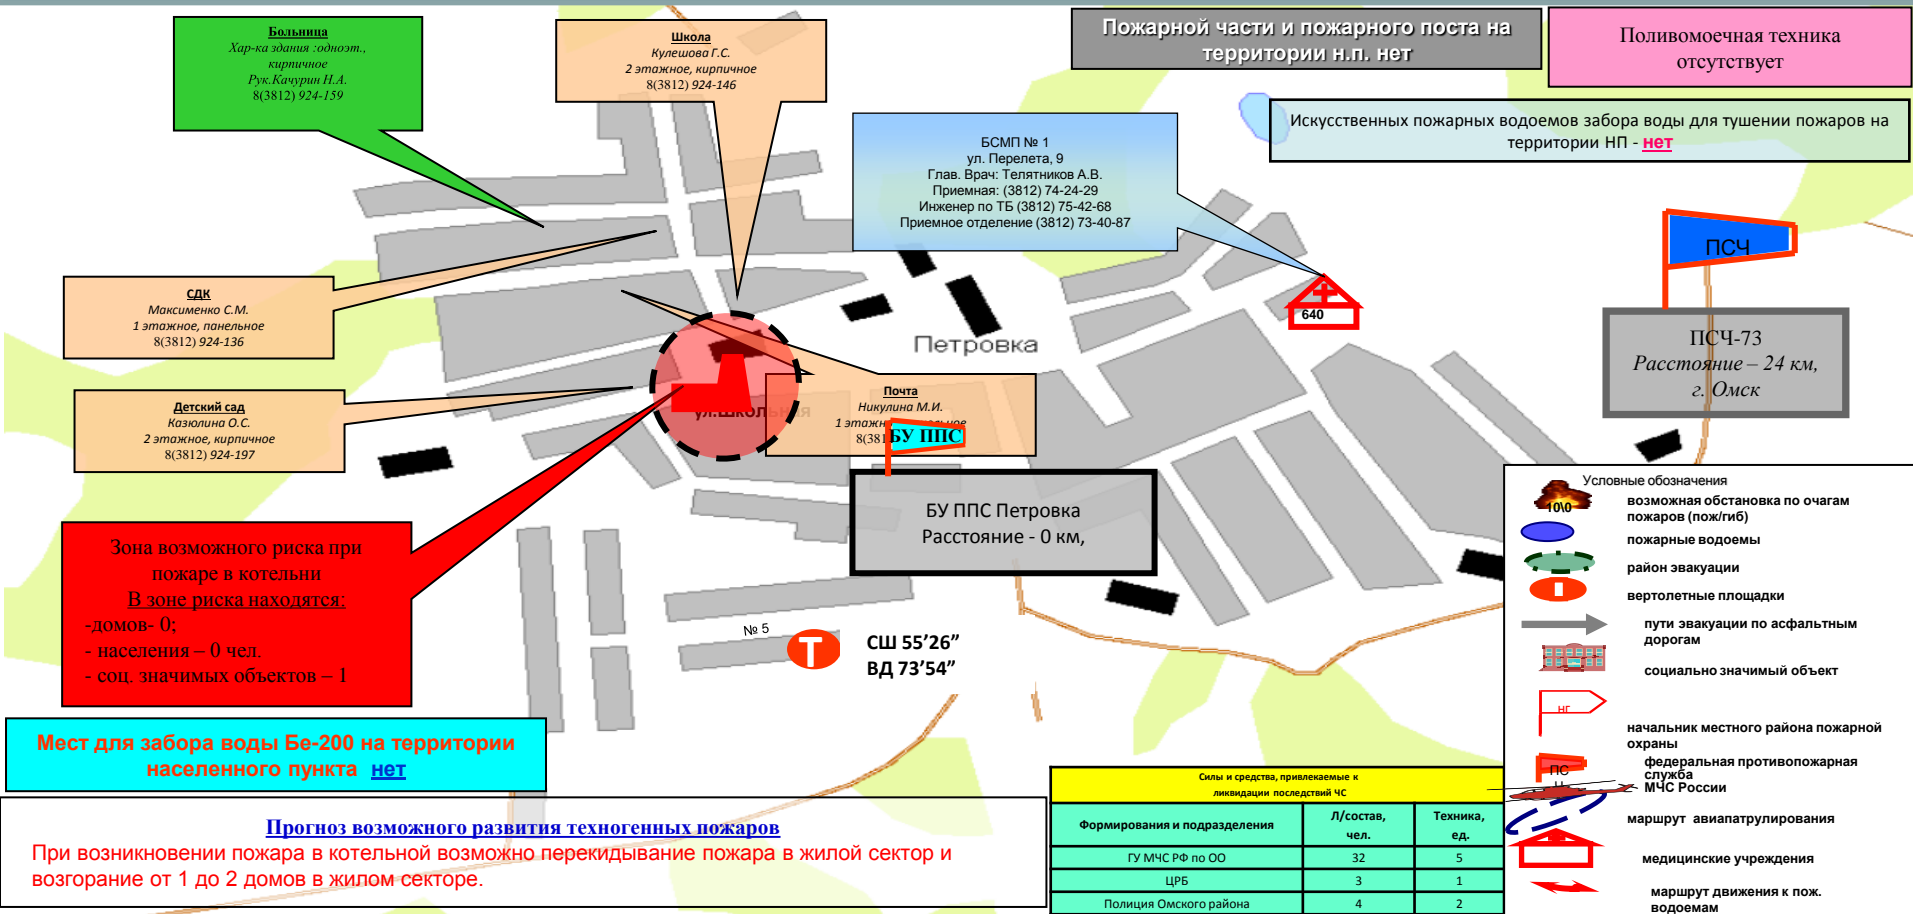 Больница
Хар-ка здания :одноэт.,
кирпичное
Рук.Качурин Н.А.
8(3812) 924-159
Школа
Кулешова Г.С.
2 этажное, кирпичное
8(3812) 924-146
Пожарной части и пожарного поста на
территории н.п. нет
Поливомоечная техника
отсутствует
Искусственных пожарных водоемов забора воды для тушении пожаров на
территории НП - нет
БСМП № 1
ул. Перелета, 9
Глав. Врач: Телятников А.В.
Приемная: (3812) 74-24-29
Инженер по ТБ (3812) 75-42-68
Приемное отделение (3812) 73-40-87
СДК
Максименко С.М.
1 этажное, панельное
8(3812) 924-136
Детский сад
Казюлина О.С.
2 этажное, кирпичное
8(3812) 924-197
640
Петровка
ПСЧ
ПСЧ-73
Расстояние – 24 км,
г. Омск
ул.Школьная
Почта
Никулина М.И.
1 этажн
8(381
БУ ППС
БУ ППС Петровка
Расстояние - 0 км,
Зона возможного риска при
пожаре в котельни
В зоне риска находятся:
-домов- 0;
- населения – 0 чел.
- соц. значимых объектов – 1
№ 5
Т
СШ 55’26”
ВД 73’54”
Мест для забора воды Бе-200 на территории
населенного пункта нет
Прогноз возможного развития техногенных пожаров
При возникновении пожара в котельной возможно перекидывание пожара в жилой сектор и
возгорание от 1 до 2 домов в жилом секторе.
Силы и средства, привлекаемые к
ликвидации последствий ЧС
Формирования и подразделения Л/состав, чел. Техника, ед.
ГУ МЧС РФ по ОО 32 5
ЦРБ 3 1
Полиция Омского района 4 2
Условные обозначения
10\0
возможная обстановка по очагам
пожаров (пож/гиб)
пожарные водоемы
район эвакуации
вертолетные площадки
пути эвакуации по асфальтным
дорогам
социально значимый объект
НГ
начальник местного района пожарной
охраны
ПС
федеральная противопожарная
служба
МЧС России
маршрут авиапатрулирования
медицинские учреждения
маршрут движения к пож.
водоемам